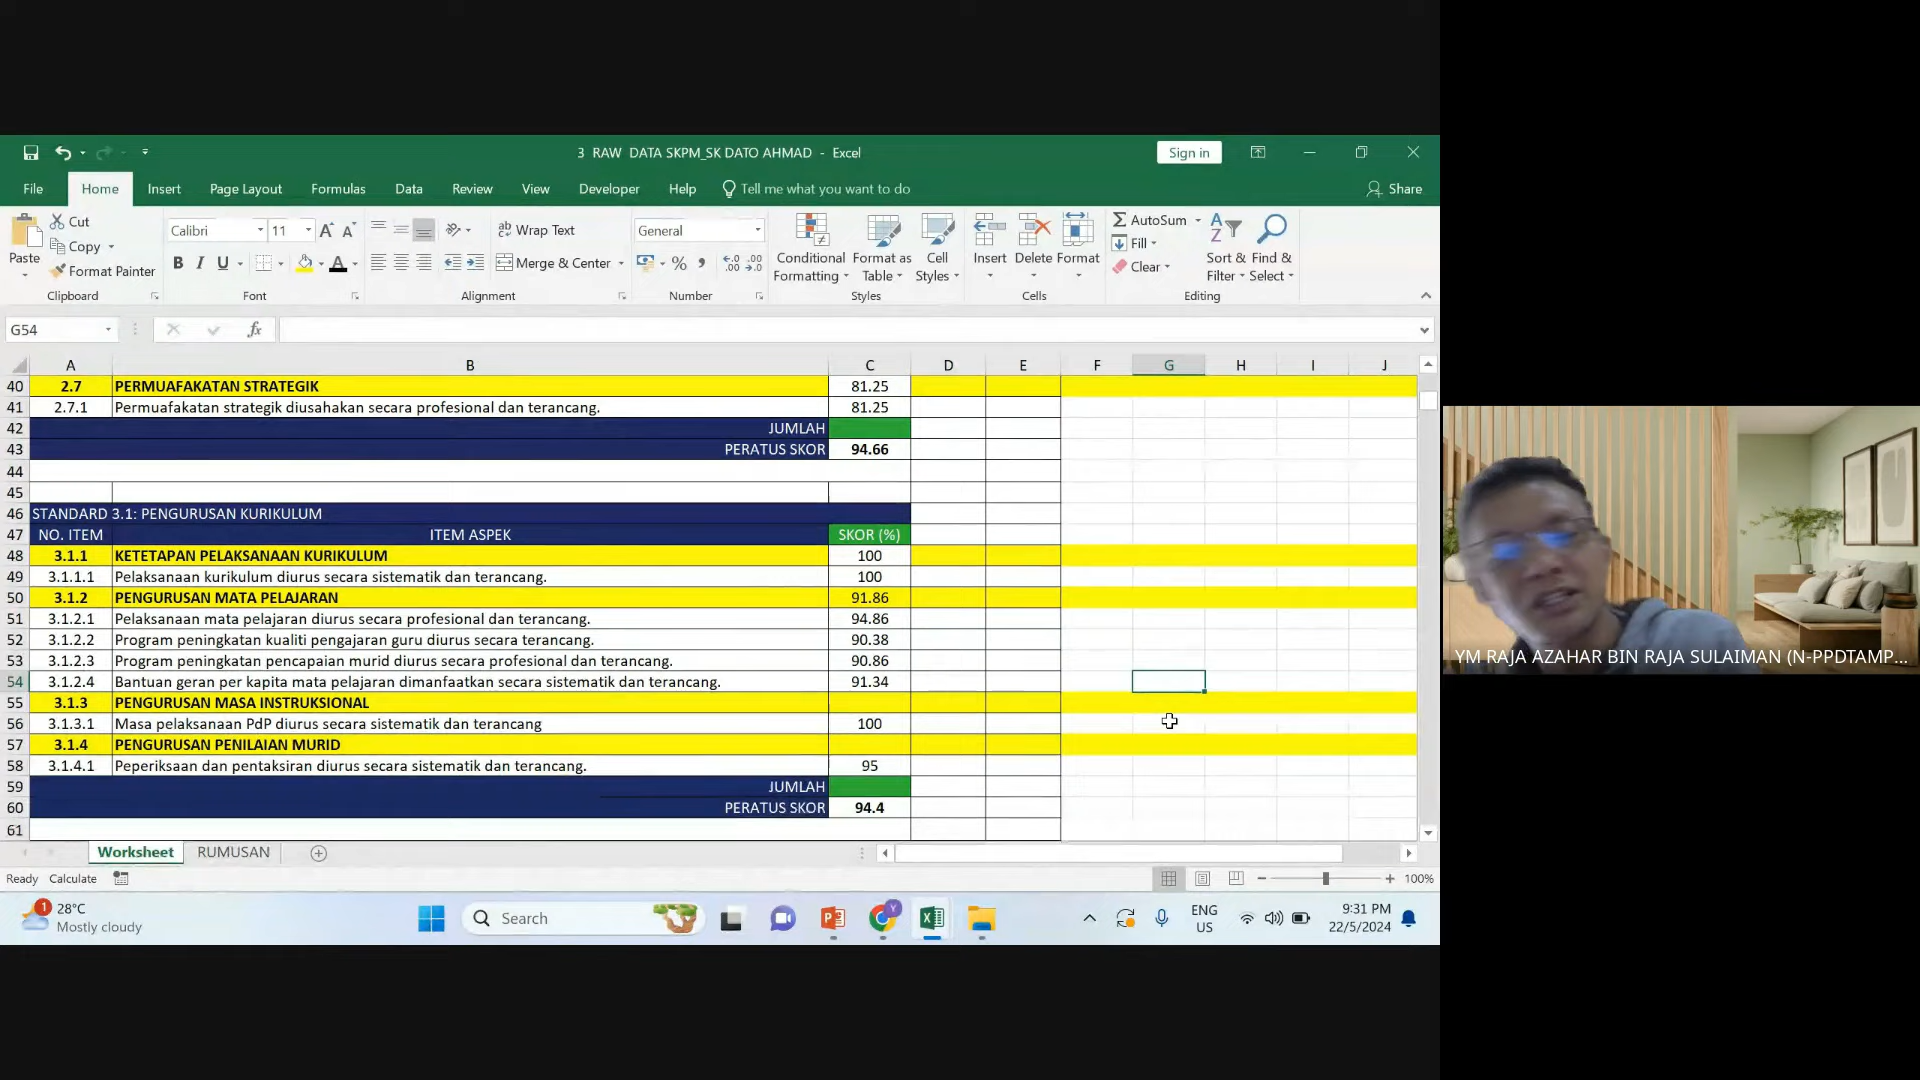 3 RAW DATA SKPM_SK DATO AHMAD - Excel
Sign in
File Home Insert Page Layout Formulas Data Review View Developer Help Tell me what you want to do Share
Paste Cut Copy Format Painter
Calibri 11 A A
B I U A
Wrap Text
Merge & Center
General
% , .0 .00 .00 .0
Conditional Formatting
Format as Table
Cell Styles
Insert Delete Format
AutoSum
Fill
Clear
Sort & Filter
Find & Select
Clipboard Font Alignment Number Styles Cells Editing
G54 fx
A B C D E F G H I J
40 2.7 PERMUAFAKATAN STRATEGIK 81.25
41 2.7.1 Permuafakatan strategik diusahakan secara profesional dan terancang. 81.25
42 JUMLAH
43 PERATUS SKOR 94.66
44
45
46 STANDARD 3.1: PENGURUSAN KURIKULUM
47 NO. ITEM ITEM ASPEK SKOR (%)
48 3.1.1 KETETAPAN PELAKSANAAN KURIKULUM 100
49 3.1.1.1 Pelaksanaan kurikulum diurus secara sistematik dan terancang. 100
50 3.1.2 PENGURUSAN MATA PELAJARAN 91.86
51 3.1.2.1 Pelaksanaan mata pelajaran diurus secara profesional dan terancang. 94.86
52 3.1.2.2 Program peningkatan kualiti pengajaran guru diurus secara terancang. 90.38
53 3.1.2.3 Program peningkatan pencapaian murid diurus secara profesional dan terancang. 90.86
54 3.1.2.4 Bantuan geran per kapita mata pelajaran dimanfaatkan secara sistematik dan terancang. 91.34
55 3.1.3 PENGURUSAN MASA INSTRUKSIONAL
56 3.1.3.1 Masa pelaksanaan PdP diurus secara sistematik dan terancang 100
57 3.1.4 PENGURUSAN PENILAIAN MURID
58 3.1.4.1 Peperiksaan dan pentaksiran diurus secara sistematik dan terancang. 95
59 JUMLAH
60 PERATUS SKOR 94.4
61
Worksheet RUMUSAN
Ready Calculate 100%
1 28°C
Mostly cloudy
Search
ENG
US
9:31 PM
22/5/2024
YM RAJA AZAHAR BIN RAJA SULAIMAN (N-PPDTAMP...